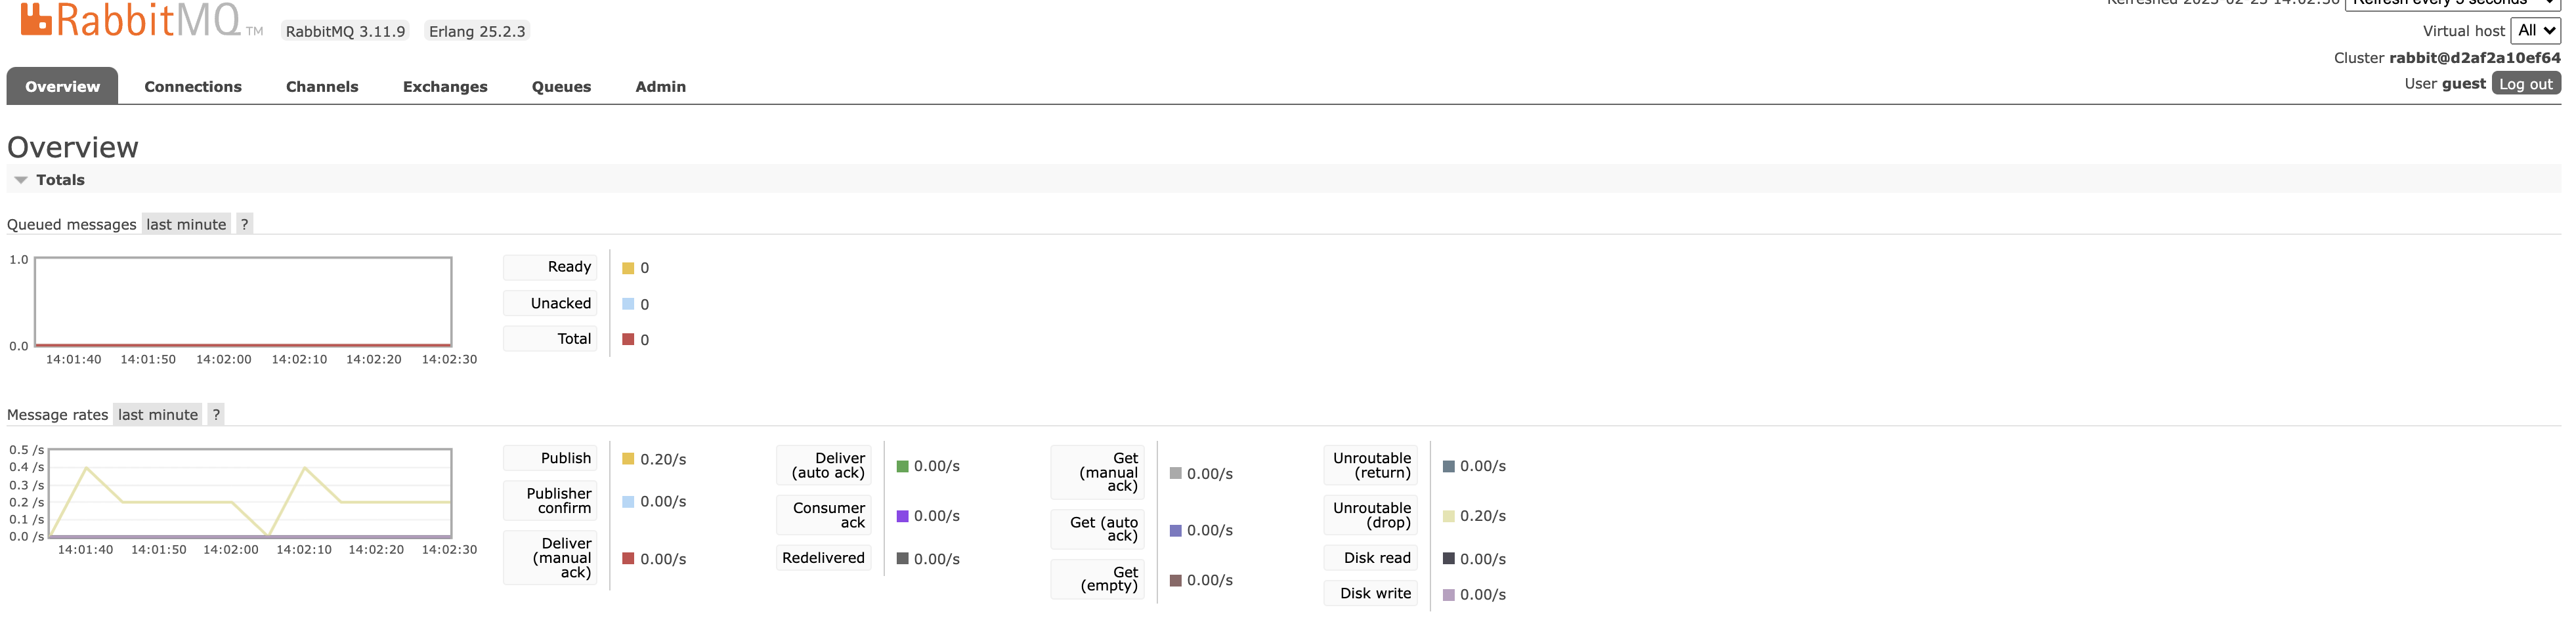 Refreshed 2023-02-23 14:02:30 Refresh every 5 seconds
RabbitMQ TM RabbitMQ 3.11.9 Erlang 25.2.3
Virtual host All
Cluster rabbit@d2af2a10ef64
User guest Log out
Overview Connections Channels Exchanges Queues Admin
Overview
Totals
Queued messages last minute ?
1.0
0.0
14:01:40 14:01:50 14:02:00 14:02:10 14:02:20 14:02:30
Ready 0
Unacked 0
Total 0
Message rates last minute ?
0.5 /s
0.4 /s
0.3 /s
0.2 /s
0.1 /s
0.0 /s
14:01:40 14:01:50 14:02:00 14:02:10 14:02:20 14:02:30
Publish 0.20/s
Publisher
confirm 0.00/s
Deliver
(manual
ack) 0.00/s
Deliver
(auto ack) 0.00/s
Consumer
ack 0.00/s
Redelivered 0.00/s
Get
(manual
ack) 0.00/s
Get (auto
ack) 0.00/s
Get
(empty) 0.00/s
Unroutable
(return) 0.00/s
Unroutable
(drop) 0.20/s
Disk read 0.00/s
Disk write 0.00/s